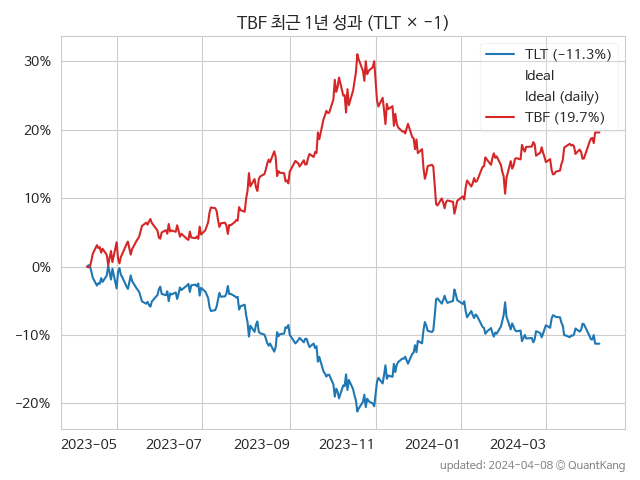 TBF 최근 1년 성과 (TLT × −1)
TLT (−11.3%)
Ideal
Ideal (daily)
TBF (19.7%)
30%
20%
10%
0%
−10%
−20%
2023-05
2023-07
2023-09
2023-11
2024-01
2024-03
updated: 2024-04-08 © QuantKang